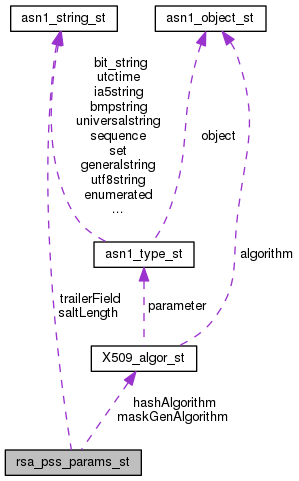 asn1_string_st
asn1_object_st
bit_string
utctime
ia5string
bmpstring
universalstring
sequence
set
generalstring
utf8string
enumerated
...
object
asn1_type_st
algorithm
trailerField
saltLength
parameter
X509_algor_st
hashAlgorithm
maskGenAlgorithm
rsa_pss_params_st